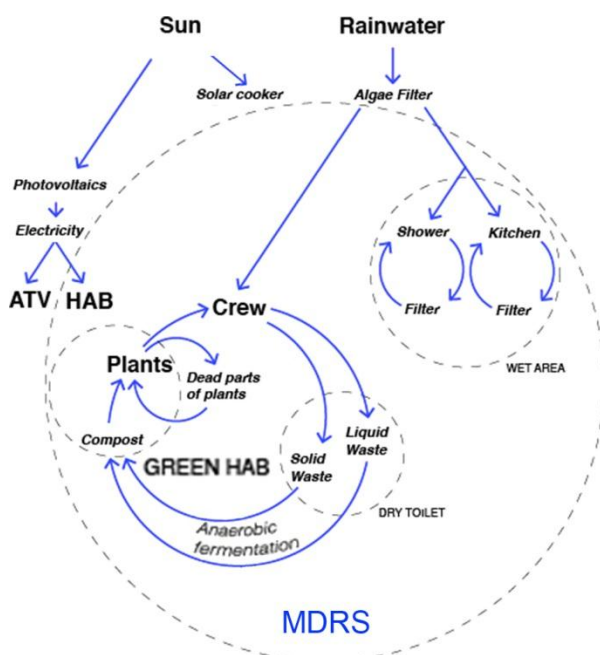 Sun
Rainwater
Solar cooker
Algae Filter
Photovoltaics
Electricity
ATV
HAB
Shower
Kitchen
Filter
Filter
WET AREA
Crew
Plants
Dead parts
of plants
Compost
GREEN HAB
Solid
Waste
Liquid
Waste
DRY TOILET
Anaerobic
fermentation
MDRS